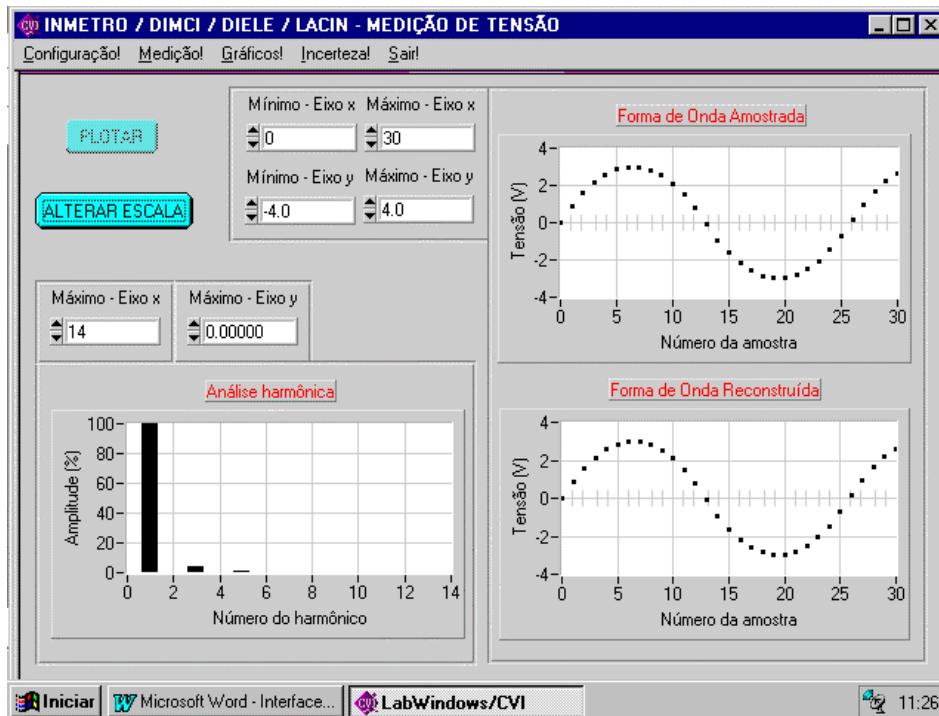 INMETRO / DIMCI / DIELE / LACIN - MEDIÇÃO DE TENSÃO
Configuração! Medição! Gráficos! Incerteza! Sair!
PLOTAR
ALTERAR ESCALA
Mínimo - Eixo x Máximo - Eixo x
0 30
Mínimo - Eixo y Máximo - Eixo y
-4.0 4.0
Máximo - Eixo x Máximo - Eixo y
14 0.00000
Análise harmônica
Amplitude (%)
100
80
60
40
20
0
0 2 4 6 8 10 12 14
Número do harmônico
Forma de Onda Amostrada
Tensão (V)
4
2
0
-2
-4
0 5 10 15 20 25 30
Número da amostra
Forma de Onda Reconstruída
Tensão (V)
4
2
0
-2
-4
0 5 10 15 20 25 30
Número da amostra
Iniciar Microsoft Word - Interface... LabWindows/CVI 11:26